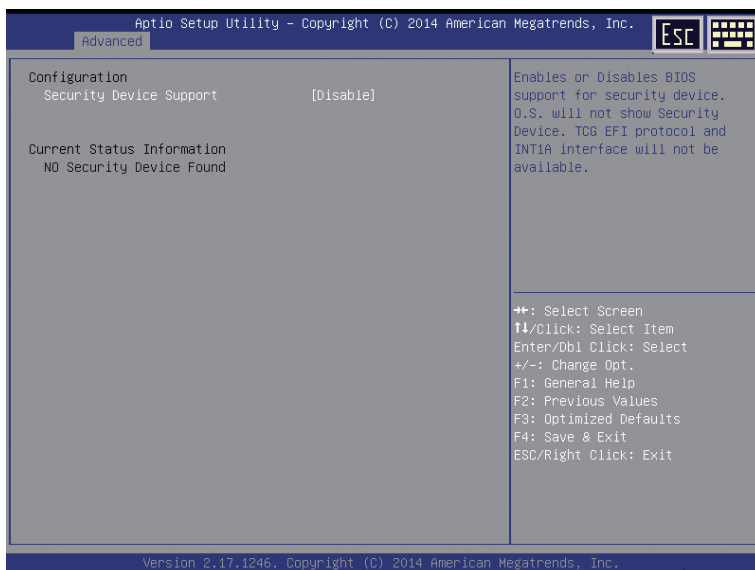 Aptio Setup Utility – Copyright (C) 2014 American Megatrends, Inc.
Esc
Advanced
Configuration
Security Device Support [Disable]
Current Status Information
NO Security Device Found
Enables or Disables BIOS
support for security device.
O.S. will not show Security
Device. TCG EFI protocol and
INT1A interface will not be
available.
→←: Select Screen
↑↓/Click: Select Item
Enter/Dbl Click: Select
+/-: Change Opt.
F1: General Help
F2: Previous Values
F3: Optimized Defaults
F4: Save & Exit
ESC/Right Click: Exit
Version 2.17.1246. Copyright (C) 2014 American Megatrends, Inc.